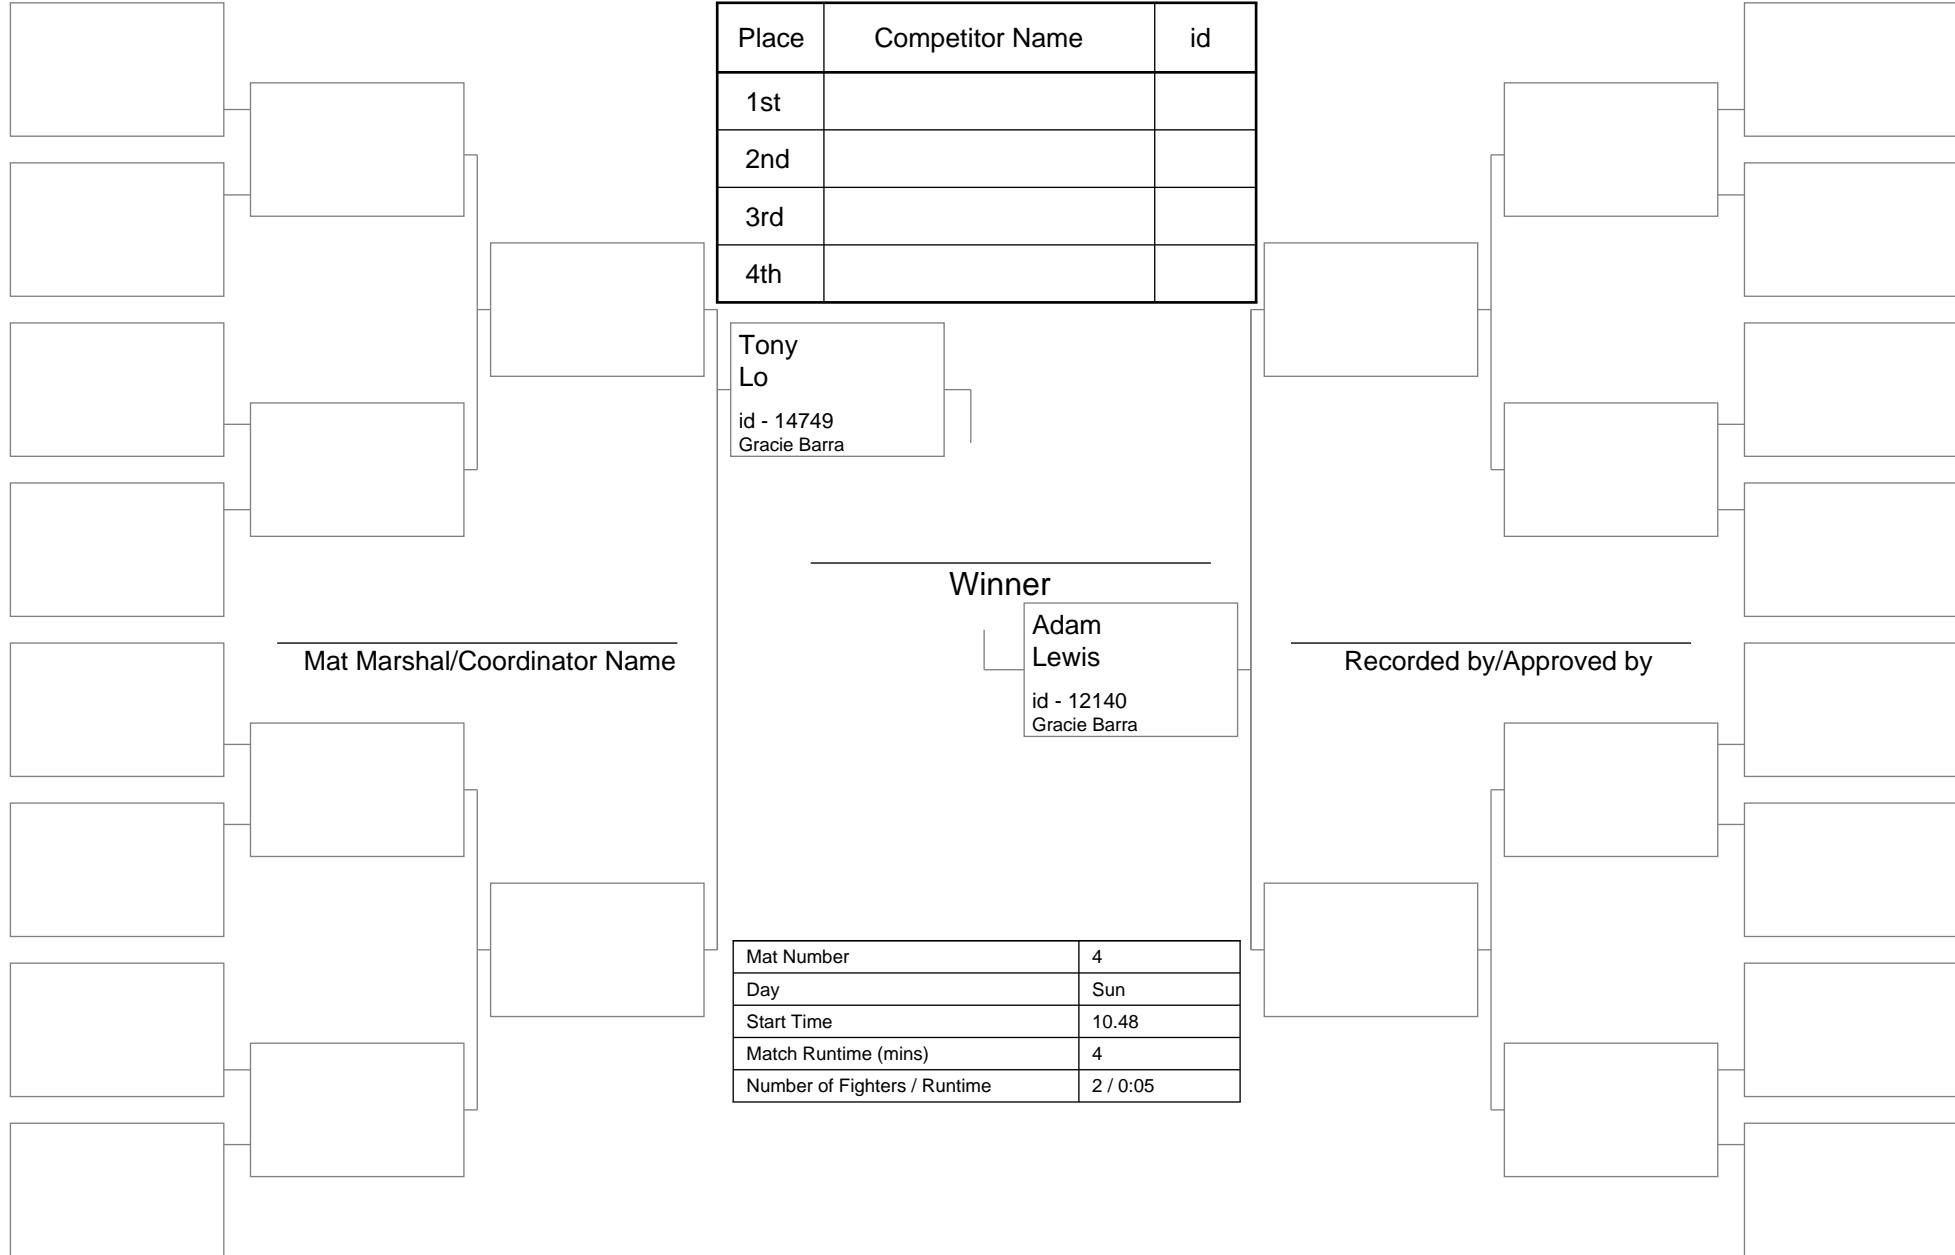 Place Competitor Name id
1st
2nd
3rd
4th
Tony
Lo
id - 14749
Gracie Barra
Winner
Adam
Lewis
id - 12140
Gracie Barra
Mat Marshal/Coordinator Name
Recorded by/Approved by
Mat Number 4
Day Sun
Start Time 10.48
Match Runtime (mins) 4
Number of Fighters / Runtime 2 / 0:05